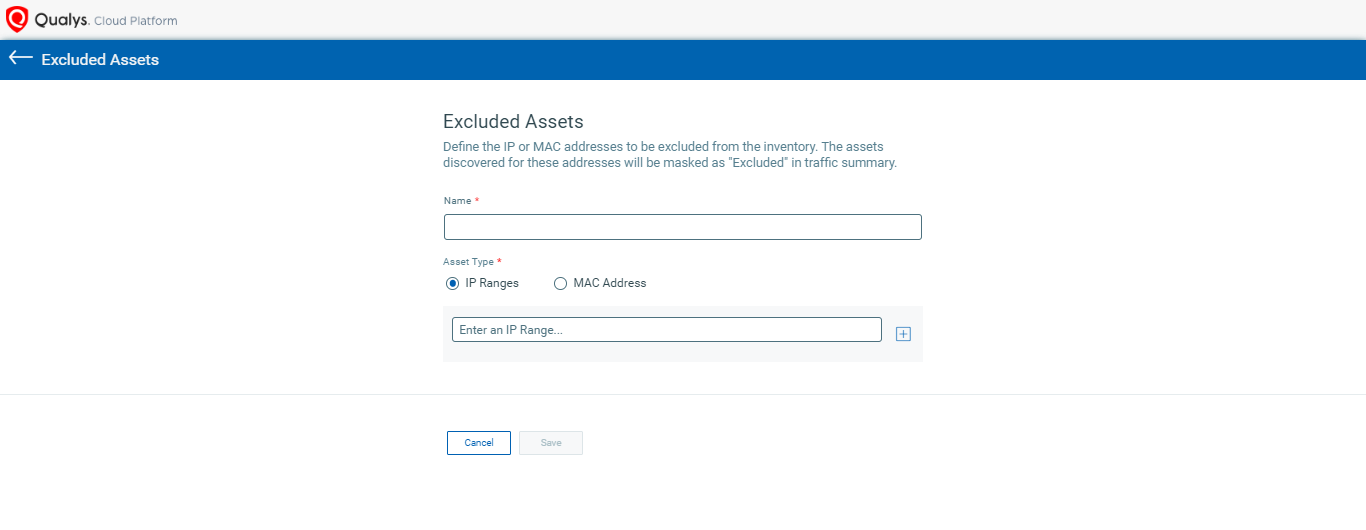 Qualys. Cloud Platform
Excluded Assets
Excluded Assets
Define the IP or MAC addresses to be excluded from the inventory. The assets
discovered for these addresses will be masked as "Excluded" in traffic summary.
Name *
Asset Type *
IP Ranges MAC Address
Enter an IP Range...
Cancel Save